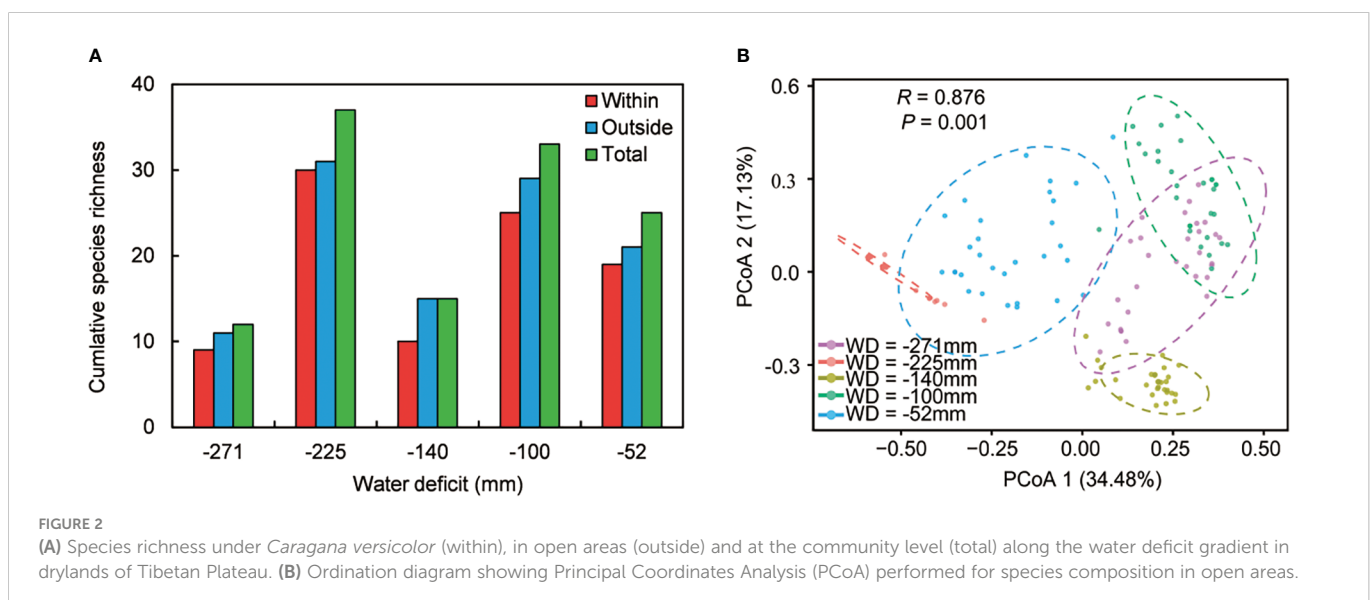 A
Cumlative species richness
40
30
20
10
0
Within
Outside
Total
-271 -225 -140 -100 -52
Water deficit (mm)
B
PCoA 2 (17.13%)
0.6
0.3
0.0
-0.3
R = 0.876
P = 0.001
WD = -271mm
WD = -225mm
WD = -140mm
WD = -100mm
WD = -52mm
−0.50 −0.25 0.00 0.25 0.50
PCoA 1 (34.48%)
FIGURE 2
(A) Species richness under Caragana versicolor (within), in open areas (outside) and at the community level (total) along the water deficit gradient in
drylands of Tibetan Plateau. (B) Ordination diagram showing Principal Coordinates Analysis (PCoA) performed for species composition in open areas.